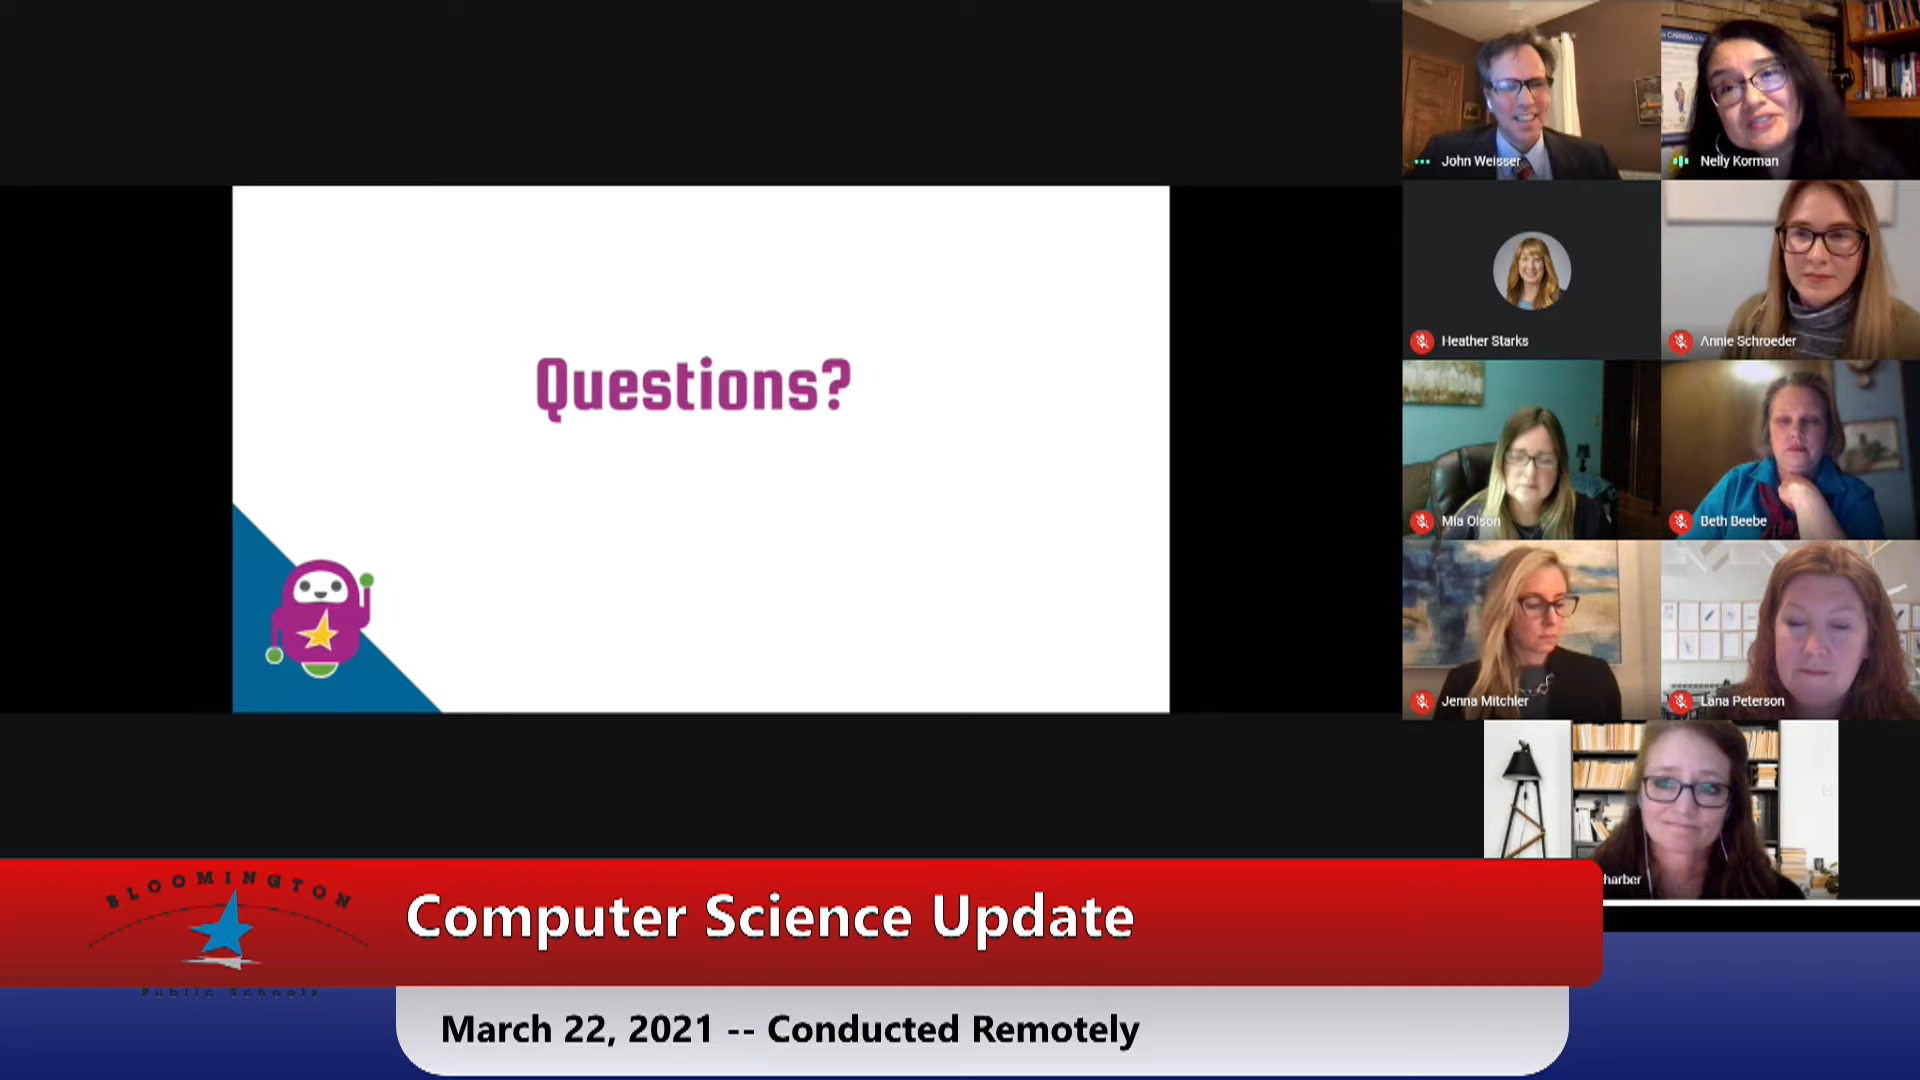 John Weisser
Nelly Korman
Heather Starks
Annie Schroeder
Questions?
Mia Olson
Beth Beebe
Jenna Mitchler
Lana Peterson
harber
BLOOMINGTON
Public Schools
Computer Science Update
March 22, 2021 -- Conducted Remotely